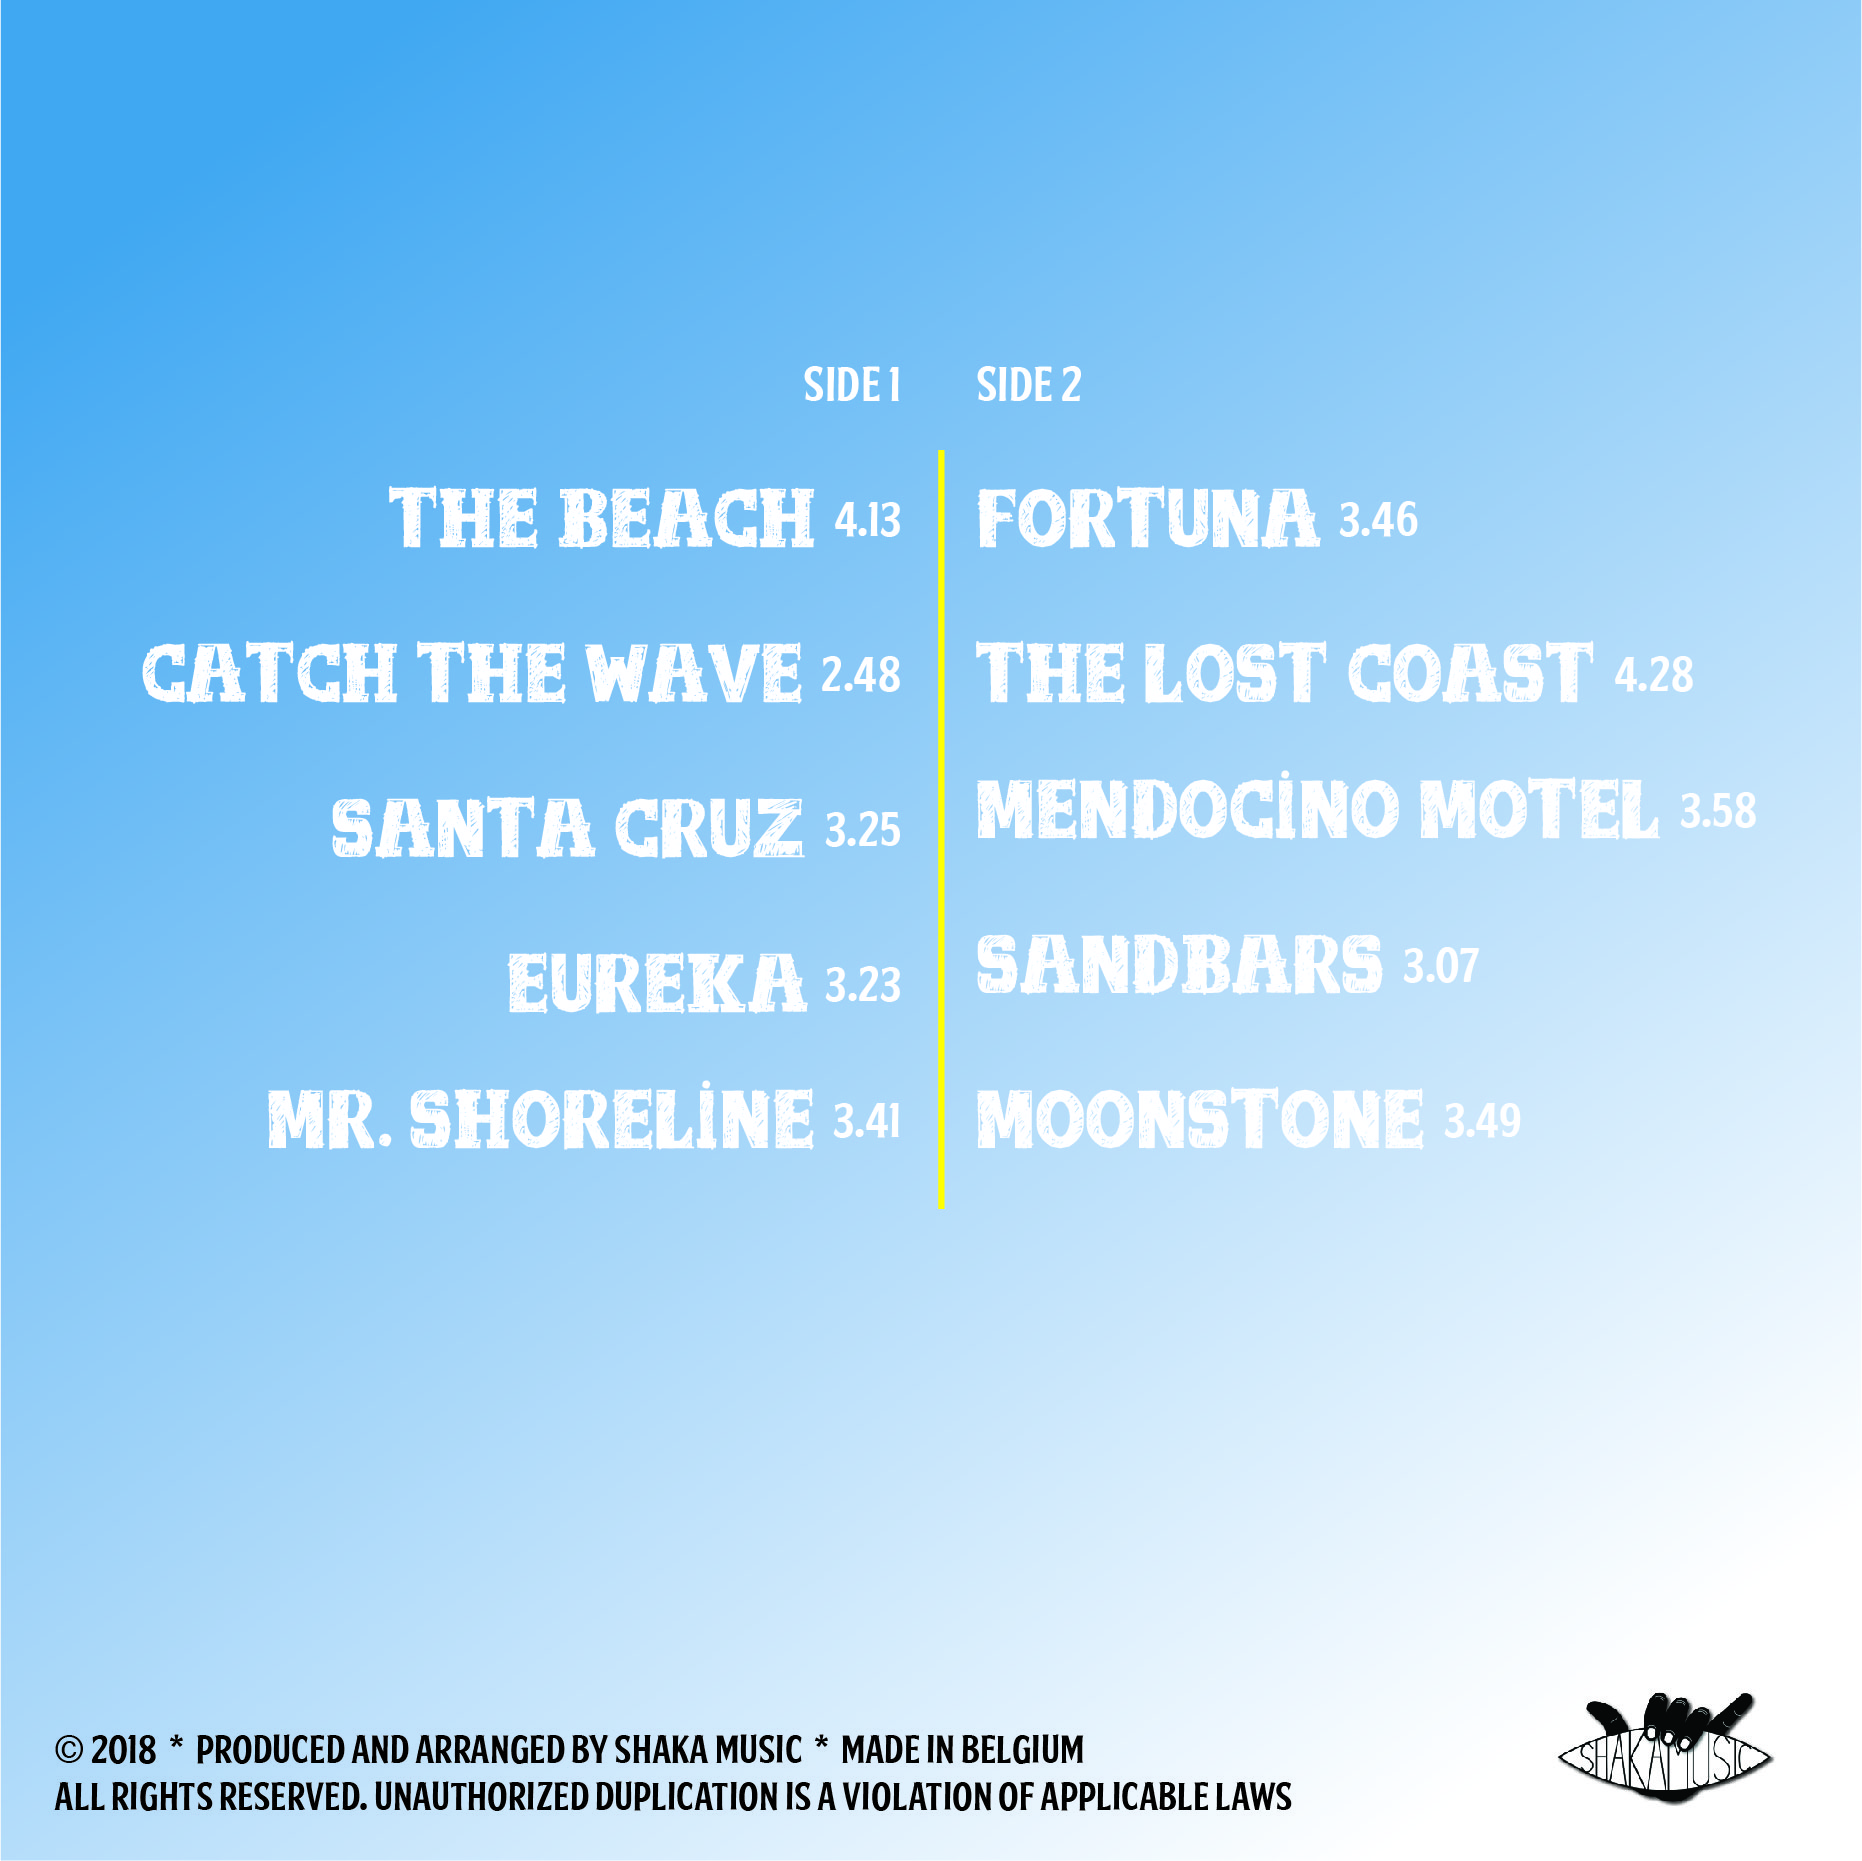 SIDE 1
THE BEACH 4.13
CATCH THE WAVE 2.48
SANTA CRUZ 3.25
EUREKA 3.23
MR. SHORELİNE 3.41
SIDE 2
FORTUNA 3.46
THE LOST COAST 4.28
MENDOCİNO MOTEL 3.58
SANDBARS 3.07
MOONSTONE 3.49
© 2018 * PRODUCED AND ARRANGED BY SHAKA MUSIC * MADE IN BELGIUM
ALL RIGHTS RESERVED. UNAUTHORIZED DUPLICATION IS A VIOLATION OF APPLICABLE LAWS
SHAKA MUSIC